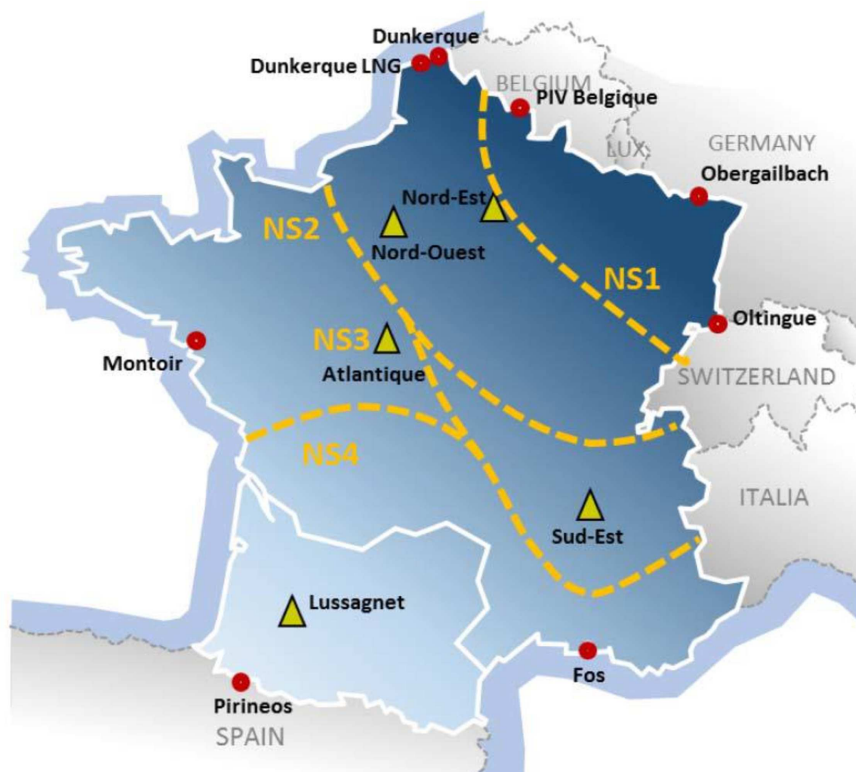 Dunkerque
Dunkerque LNG
BELGIUM
PIV Belgique
LUX
GERMANY
Obergailbach
Nord-Est
NS2
Nord-Ouest
NS1
Oltingue
NS3
Montoir
Atlantique
SWITZERLAND
NS4
ITALIA
Sud-Est
Lussagnet
Fos
Pirineos
SPAIN